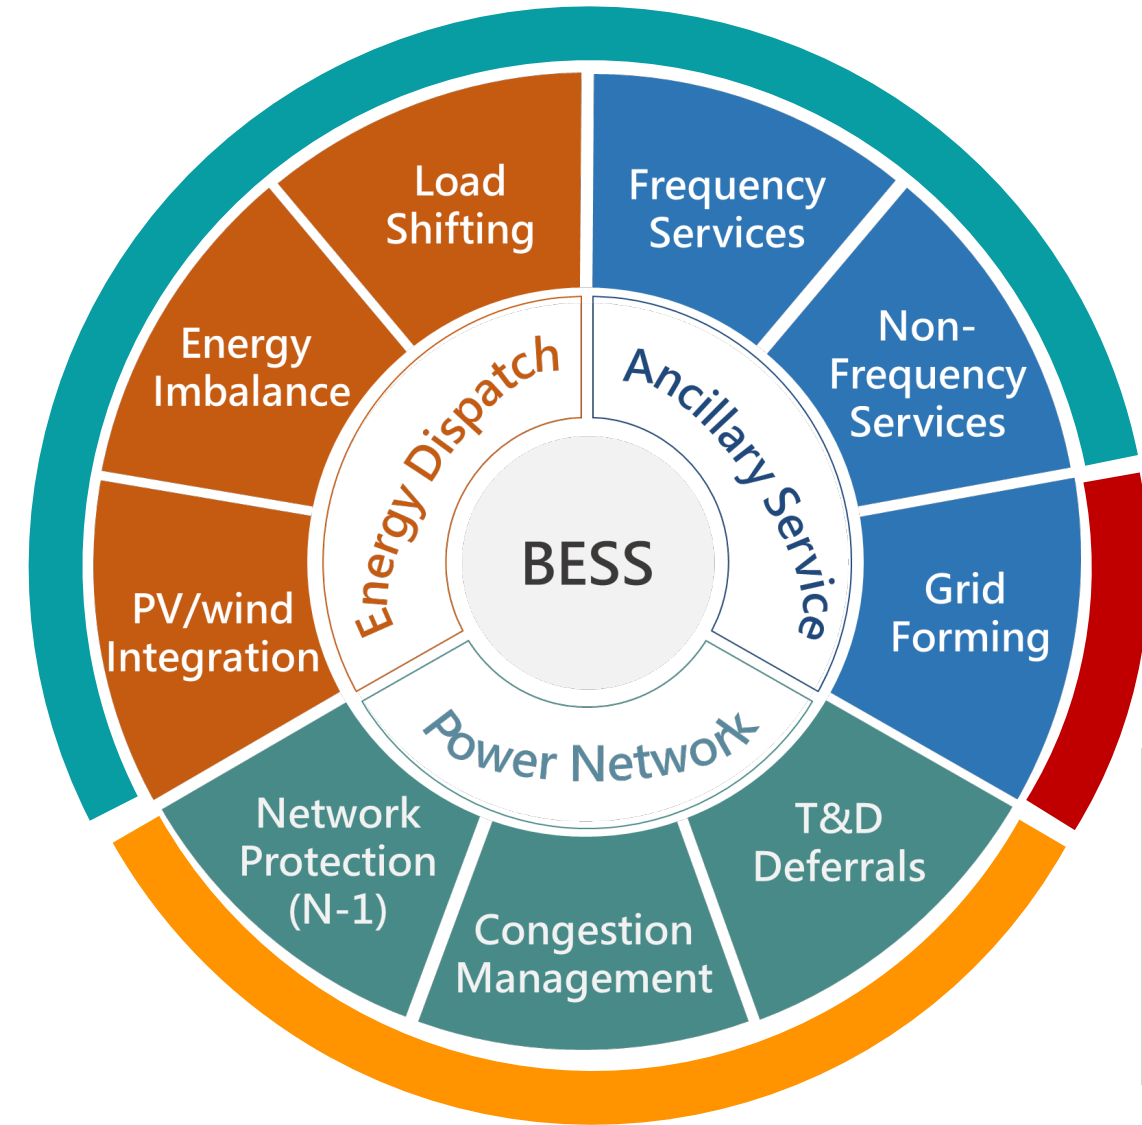 Load
Shifting
Frequency
Services
Energy
Imbalance
Non-
Frequency
Services
Energy Dispatch
Ancillary Service
BESS
PV/wind
Integration
Grid
Forming
Power Network
Network
Protection
(N-1)
T&D
Deferrals
Congestion
Management